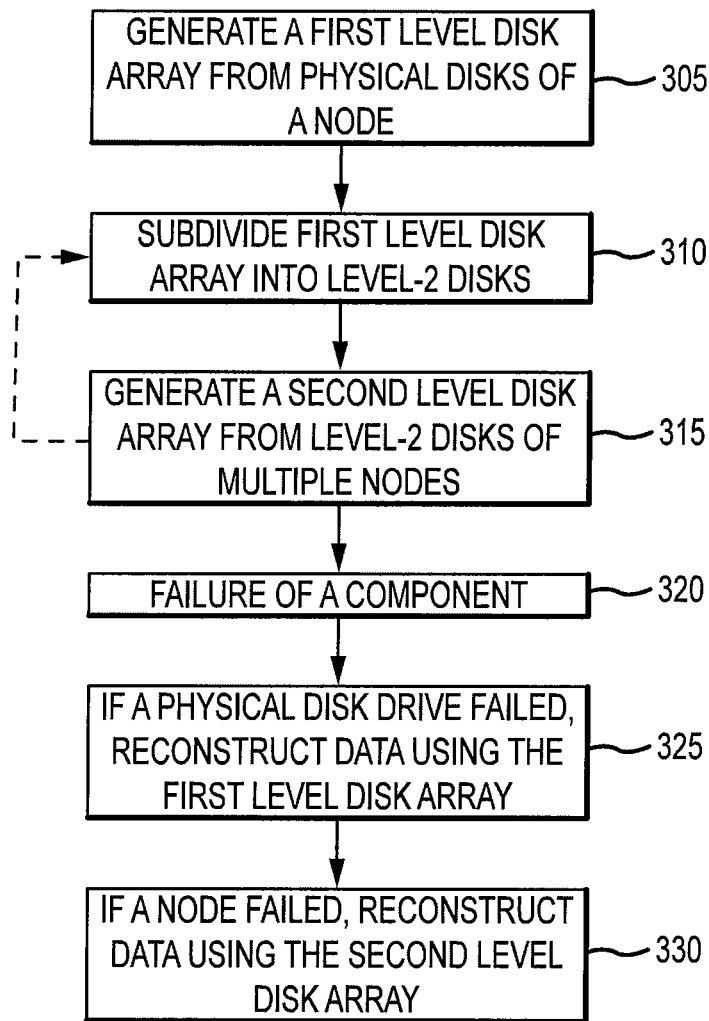 GENERATE A FIRST LEVEL DISK
ARRAY FROM PHYSICAL DISKS OF
A NODE
305
SUBDIVIDE FIRST LEVEL DISK
ARRAY INTO LEVEL-2 DISKS
310
GENERATE A SECOND LEVEL DISK
ARRAY FROM LEVEL-2 DISKS OF
MULTIPLE NODES
315
FAILURE OF A COMPONENT
320
IF A PHYSICAL DISK DRIVE FAILED,
RECONSTRUCT DATA USING THE
FIRST LEVEL DISK ARRAY
325
IF A NODE FAILED, RECONSTRUCT
DATA USING THE SECOND LEVEL
DISK ARRAY
330